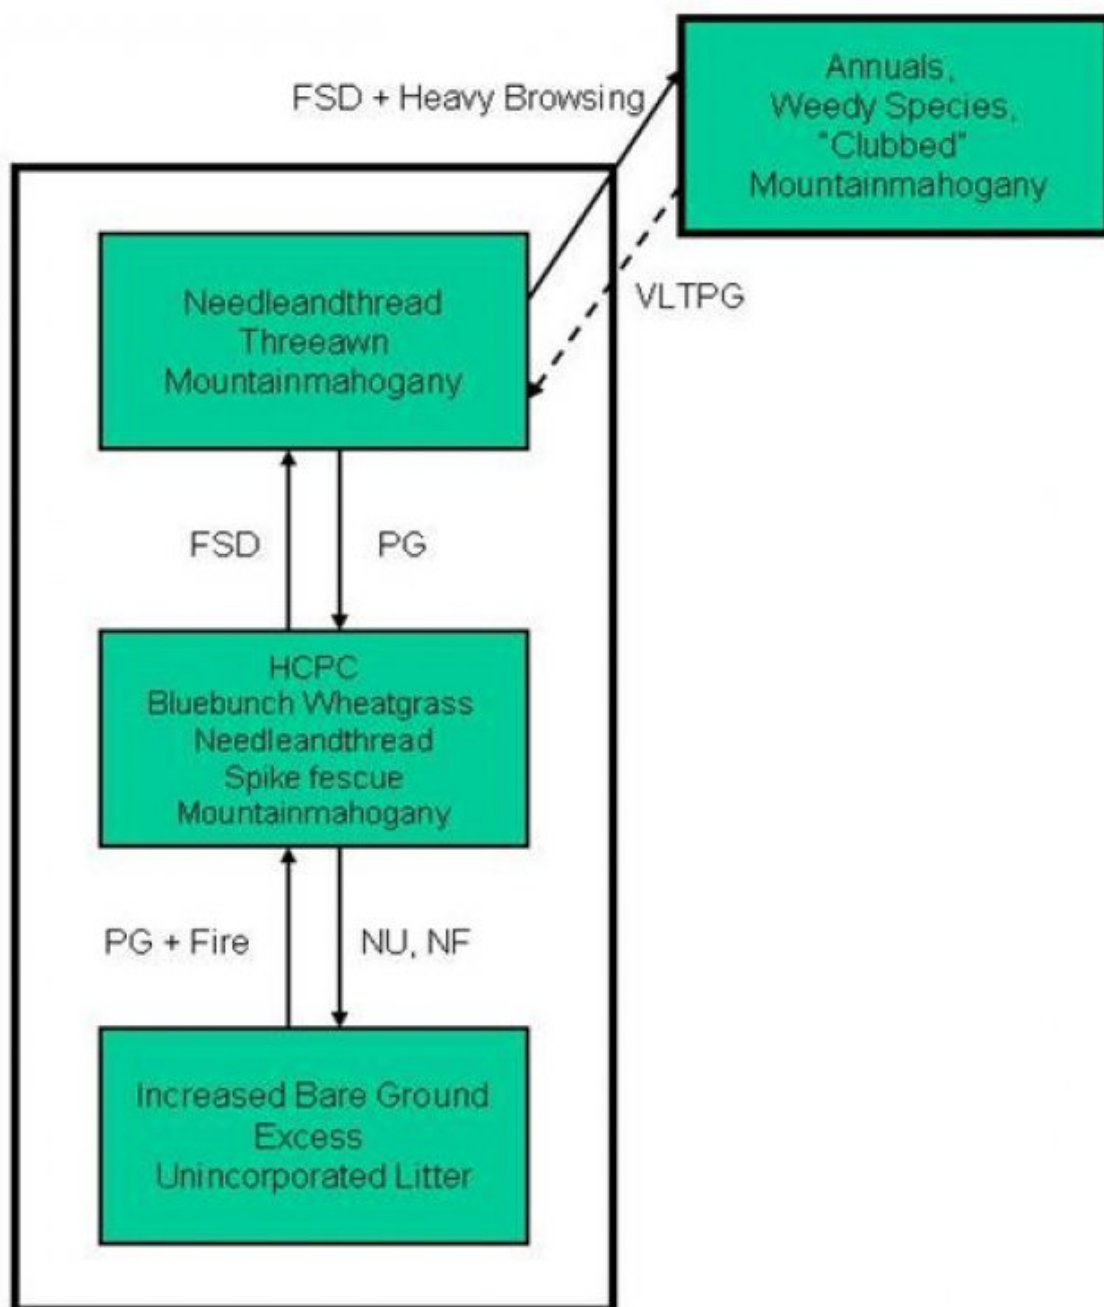 FSD + Heavy Browsing
Annuals,
Weedy Species,
"Clubbed"
Mountainmahogany
VLTPG
Needleandthread
Threeawn
Mountainmahogany
FSD
PG
HCPC
Bluebunch Wheatgrass
Needleandthread
Spike fescue
Mountainmahogany
PG + Fire
NU, NF
Increased Bare Ground
Excess
Unincorporated Litter